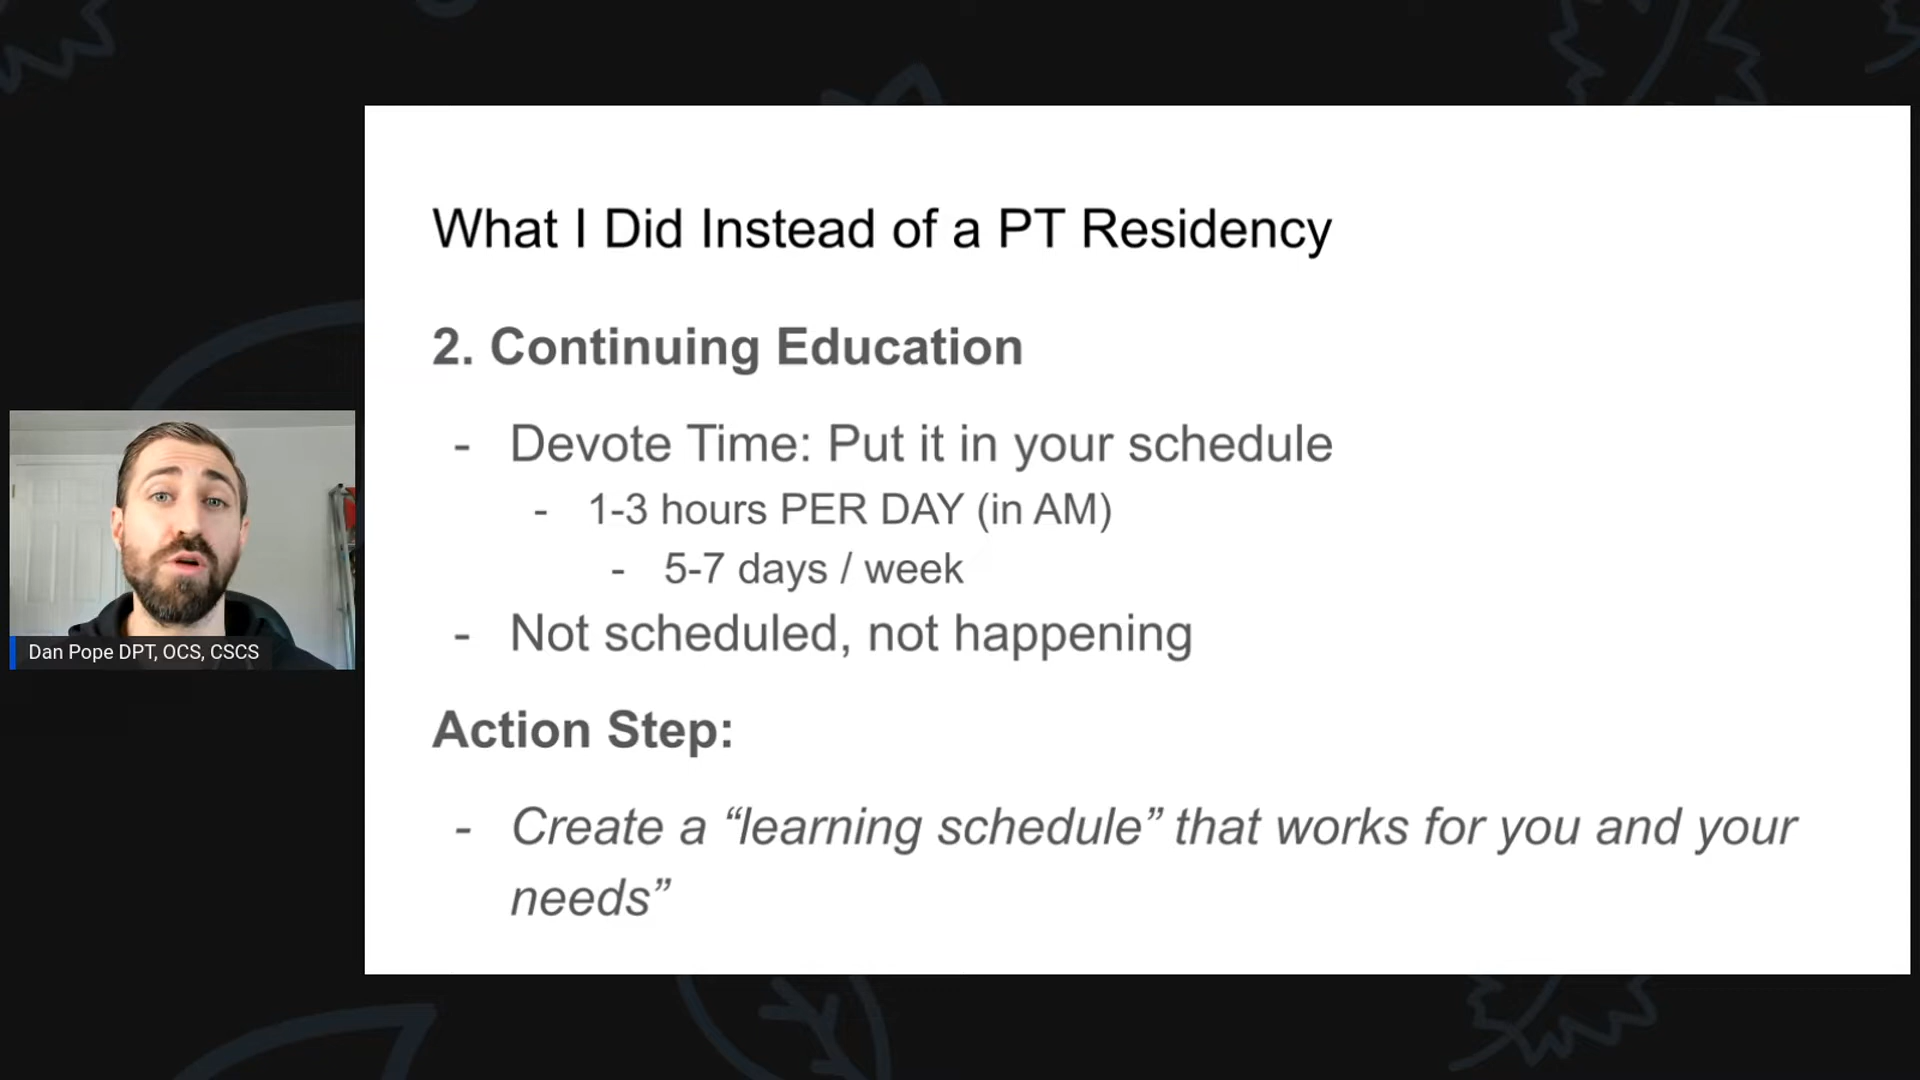 What I Did Instead of a PT Residency
2. Continuing Education
- Devote Time: Put it in your schedule
- 1-3 hours PER DAY (in AM)
- 5-7 days / week
- Not scheduled, not happening
Action Step:
- Create a “learning schedule” that works for you and your
needs”
Dan Pope DPT, OCS, CSCS